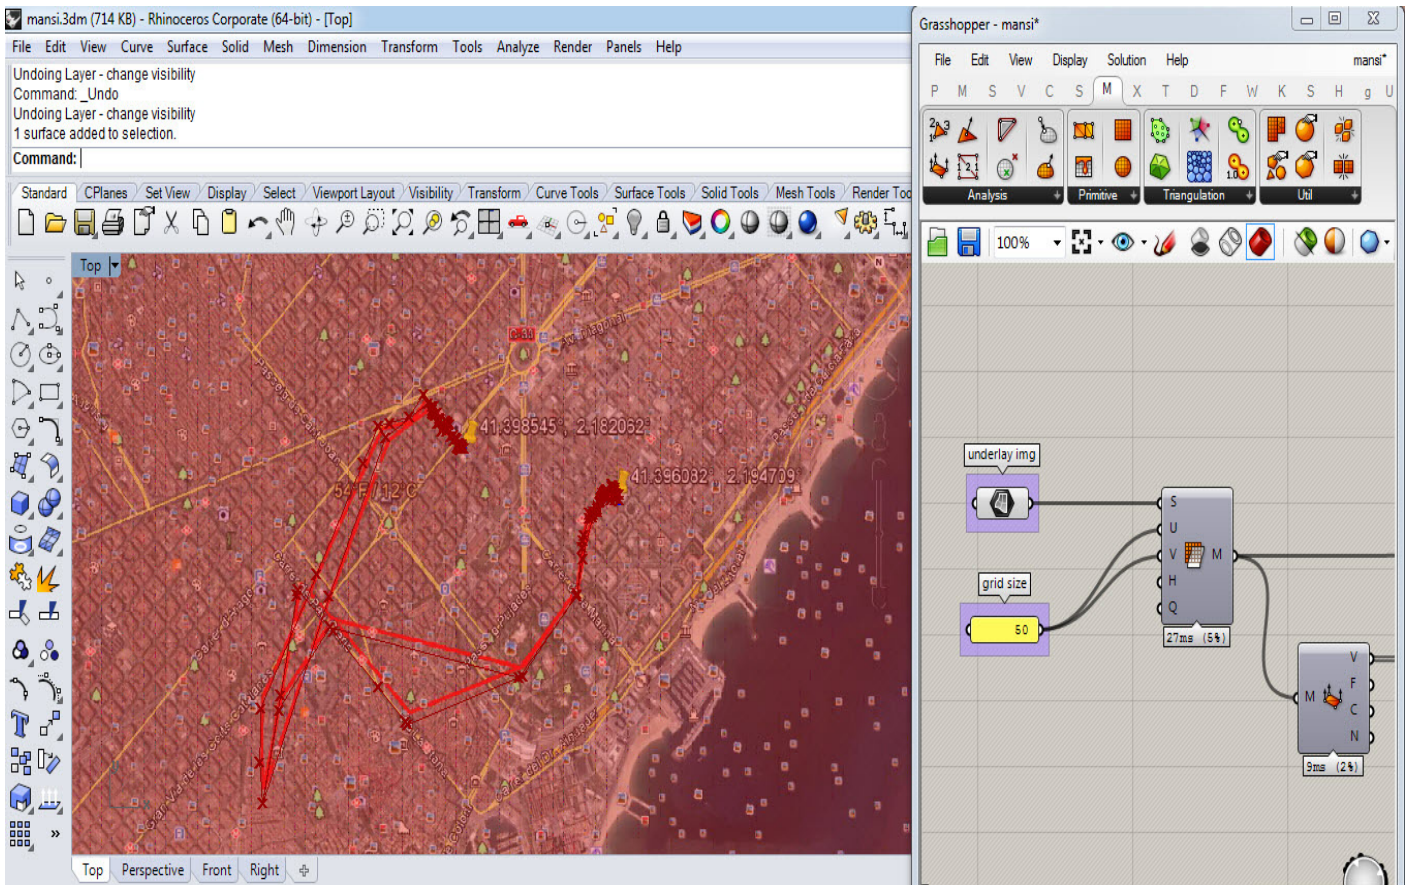 mansi.3dm (714 KB) - Rhinoceros Corporate (64-bit) - [Top]
File Edit View Curve Surface Solid Mesh Dimension Transform Tools Analyze Render Panels Help
Undoing Layer - change visibility
Command: _Undo
Undoing Layer - change visibility
1 surface added to selection.
Command:
Standard CPlanes Set View Display Select Viewport Layout Visibility Transform Curve Tools Surface Tools Solid Tools Mesh Tools Render Too
Top
C-31
41.398545°, 2.182062°
41.396082, 2.194709°
54°F /12°C
Top Perspective Front Right
Grasshopper - mansi*
File Edit View Display Solution Help mansi*
P M S V C S M X T D F W K S H g U
Analysis Primitive Triangulation Util
100%
underlay img
S
U
V M
H
Q
27ms (5%)
grid size
50
V
M F
C
N
9ms (2%)